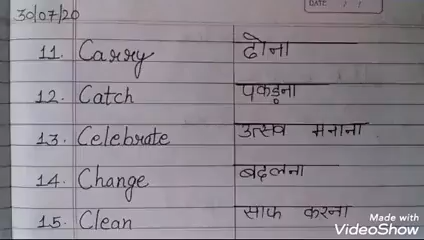 DATE / /
30/07/20
11. Carry ढोना
12. Catch पकड़ना
13. Celebrate उत्सव मनाना
14. Change बदलना
15. Clean साफ करना
Made with
VideoShow